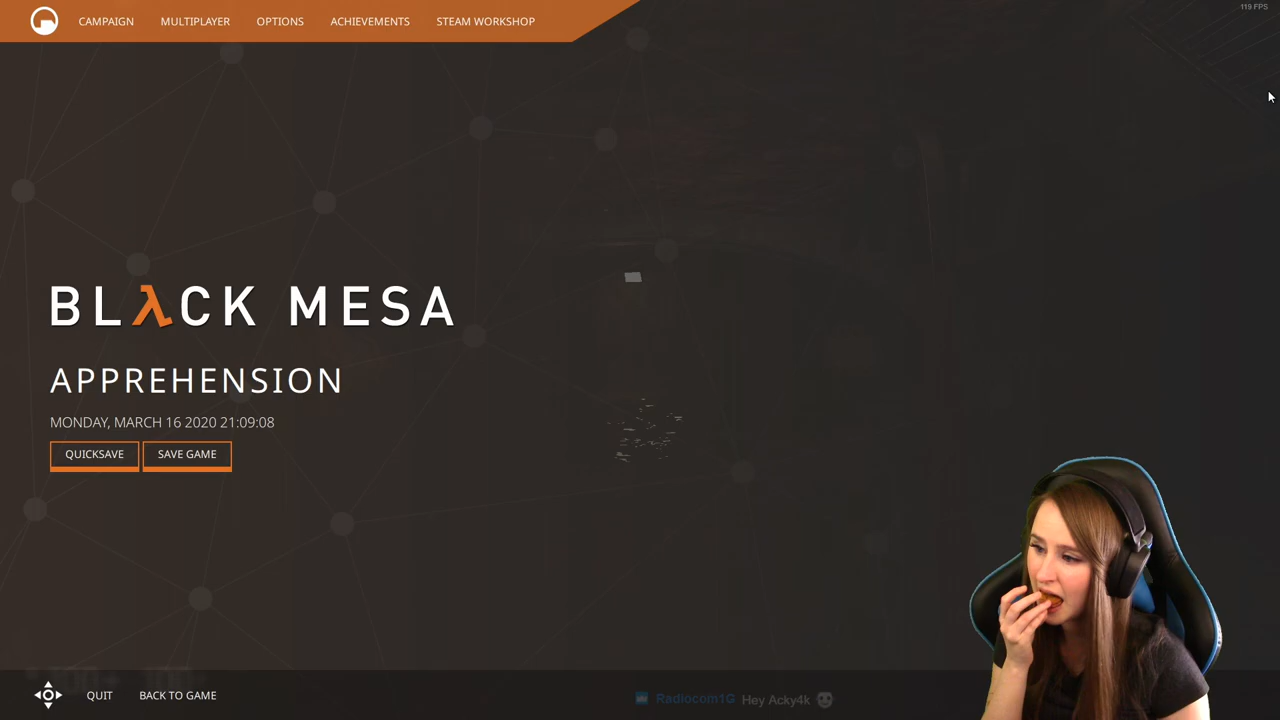 CAMPAIGN MULTIPLAYER OPTIONS ACHIEVEMENTS STEAM WORKSHOP
119 FPS
BLλCK MESA
APPREHENSION
MONDAY, MARCH 16 2020 21:09:08
QUICKSAVE SAVE GAME
QUIT BACK TO GAME
Radiocom1G Hey Acky4k